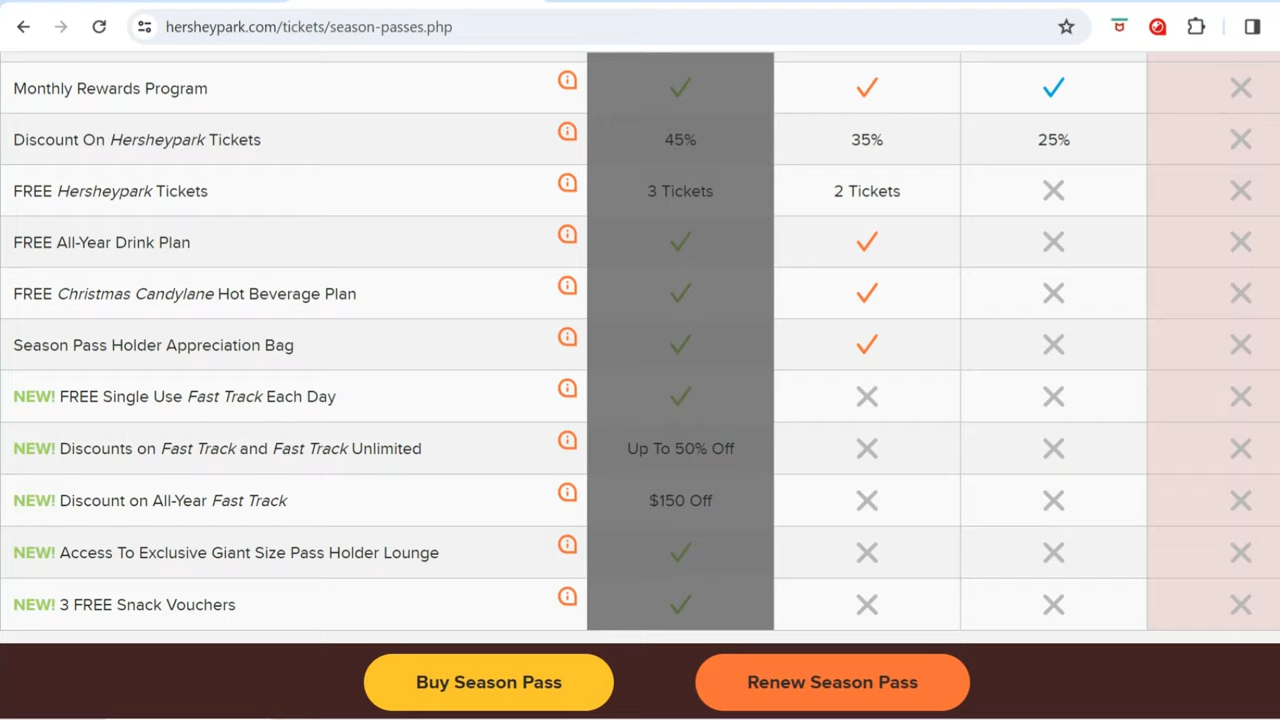 hersheypark.com/tickets/season-passes.php
Monthly Rewards Program
Discount On Hersheypark Tickets 45% 35% 25%
FREE Hersheypark Tickets 3 Tickets 2 Tickets
FREE All-Year Drink Plan
FREE Christmas Candylane Hot Beverage Plan
Season Pass Holder Appreciation Bag
NEW! FREE Single Use Fast Track Each Day
NEW! Discounts on Fast Track and Fast Track Unlimited Up To 50% Off
NEW! Discount on All-Year Fast Track $150 Off
NEW! Access To Exclusive Giant Size Pass Holder Lounge
NEW! 3 FREE Snack Vouchers
Buy Season Pass Renew Season Pass